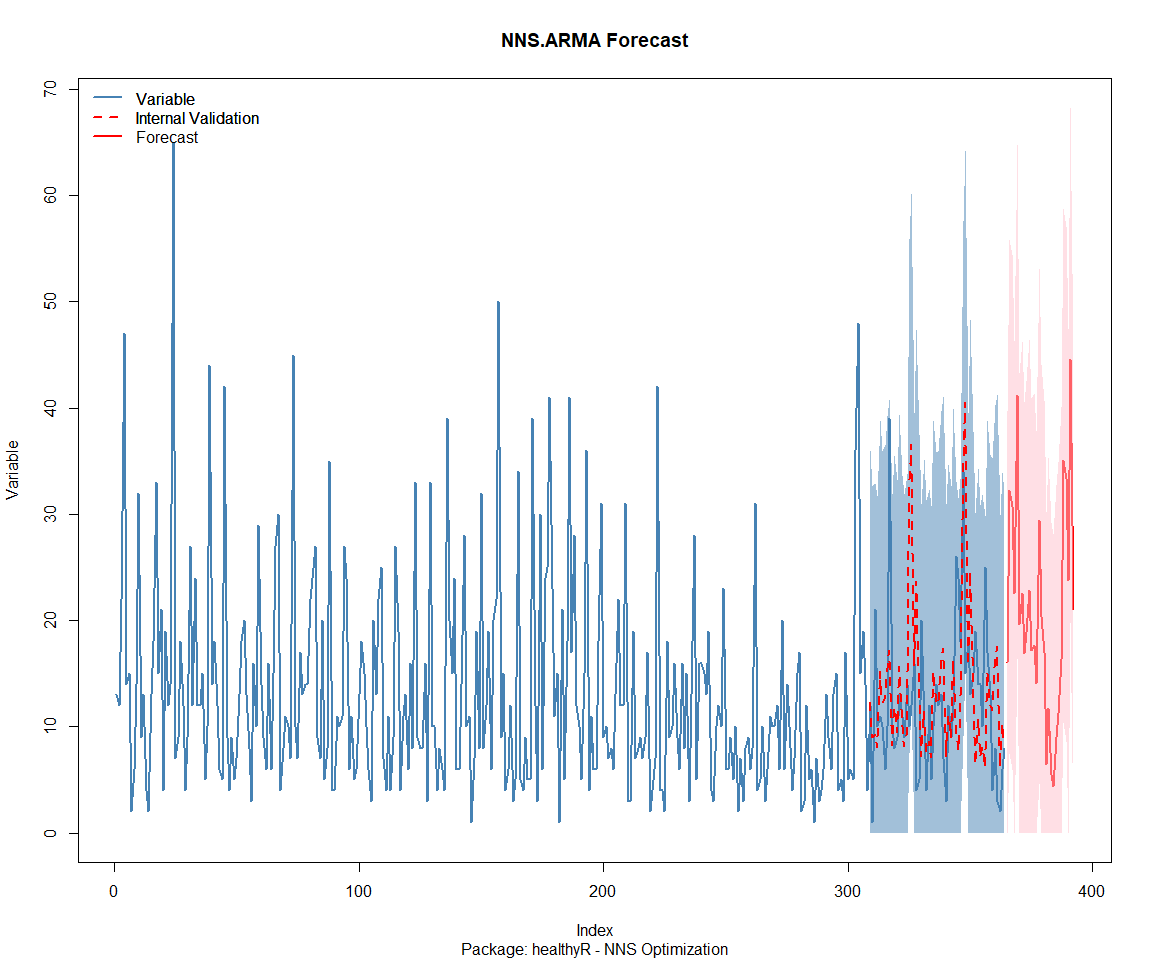 NNS.ARMA Forecast
Variable
Internal Validation
Forecast
Variable
70
60
50
40
30
20
10
0
0 100 200 300 400
Index
Package: healthyR - NNS Optimization